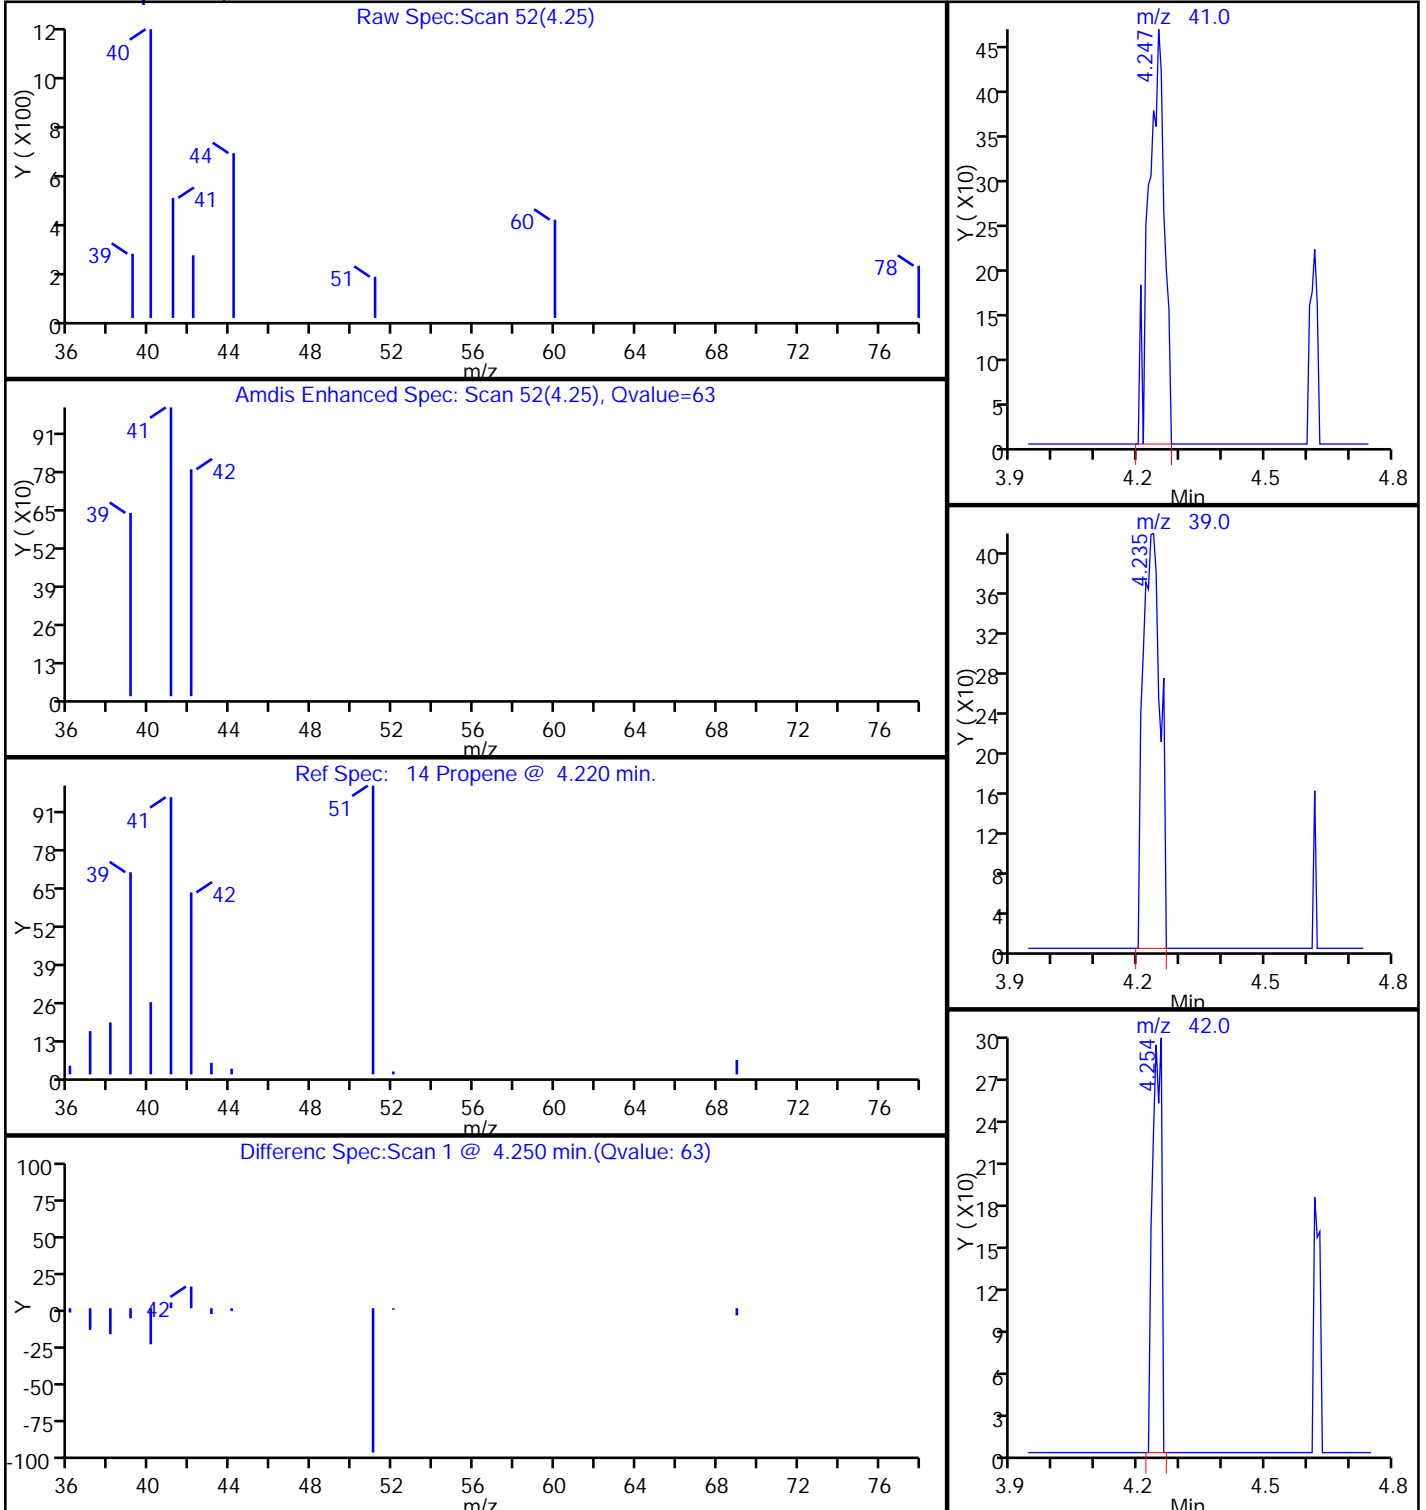 Raw Spec:Scan 52(4.25)
Y ( X100)
12
10
8
6
4
2
0
40
39
41
44
51
60
78
36 40 44 48 52 56 60 64 68 72 76
m/z
Amdis Enhanced Spec: Scan 52(4.25), Qvalue=63
Y ( X10)
91
78
65
52
39
26
13
0
39
41
42
36 40 44 48 52 56 60 64 68 72 76
m/z
Ref Spec: 14 Propene @ 4.220 min.
Y
91
78
65
52
39
26
13
0
39
41
42
51
36 40 44 48 52 56 60 64 68 72 76
m/z
Differenc Spec:Scan 1 @ 4.250 min.(Qvalue: 63)
Y
100
75
50
25
0
-25
-50
-75
-100
42
36 40 44 48 52 56 60 64 68 72 76
m/z
m/z 41.0
4.247
Y ( X10)
45
40
35
30
25
20
15
10
5
0
3.9 4.2 4.5 4.8
Min
m/z 39.0
4.235
Y ( X10)
40
36
32
28
24
20
16
12
8
4
0
3.9 4.2 4.5 4.8
Min
m/z 42.0
4.254
Y ( X10)
30
27
24
21
18
15
12
9
6
3
0
3.9 4.2 4.5 4.8
Min